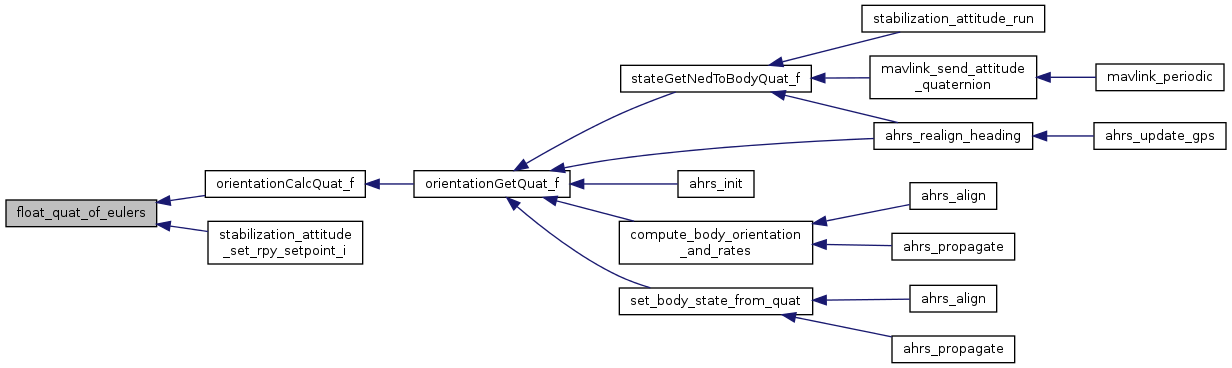 stabilization_attitude_run
stateGetNedToBodyQuat_f
mavlink_send_attitude
_quaternion
mavlink_periodic
ahrs_realign_heading
ahrs_update_gps
float_quat_of_eulers
orientationCalcQuat_f
orientationGetQuat_f
ahrs_init
stabilization_attitude
_set_rpy_setpoint_i
compute_body_orientation
_and_rates
ahrs_align
ahrs_propagate
set_body_state_from_quat
ahrs_align
ahrs_propagate